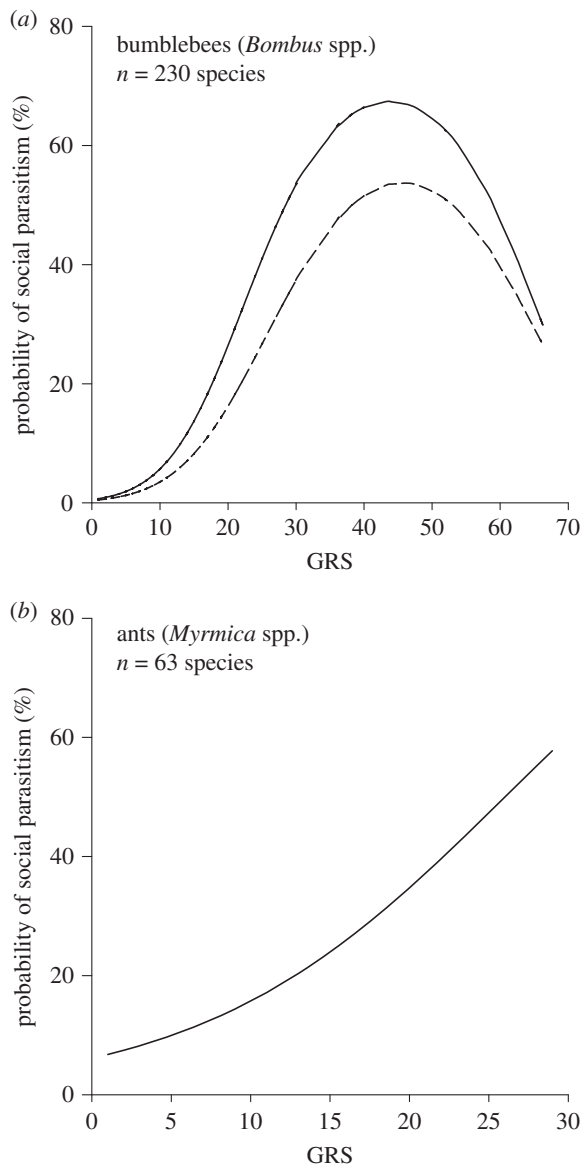 (a)
80
bumblebees (Bombus spp.)
n = 230 species
60
40
20
0
probability of social parasitism (%)
0 10 20 30 40 50 60 70
GRS
(b)
80
ants (Myrmica spp.)
n = 63 species
60
40
20
0
probability of social parasitism (%)
0 5 10 15 20 25 30
GRS